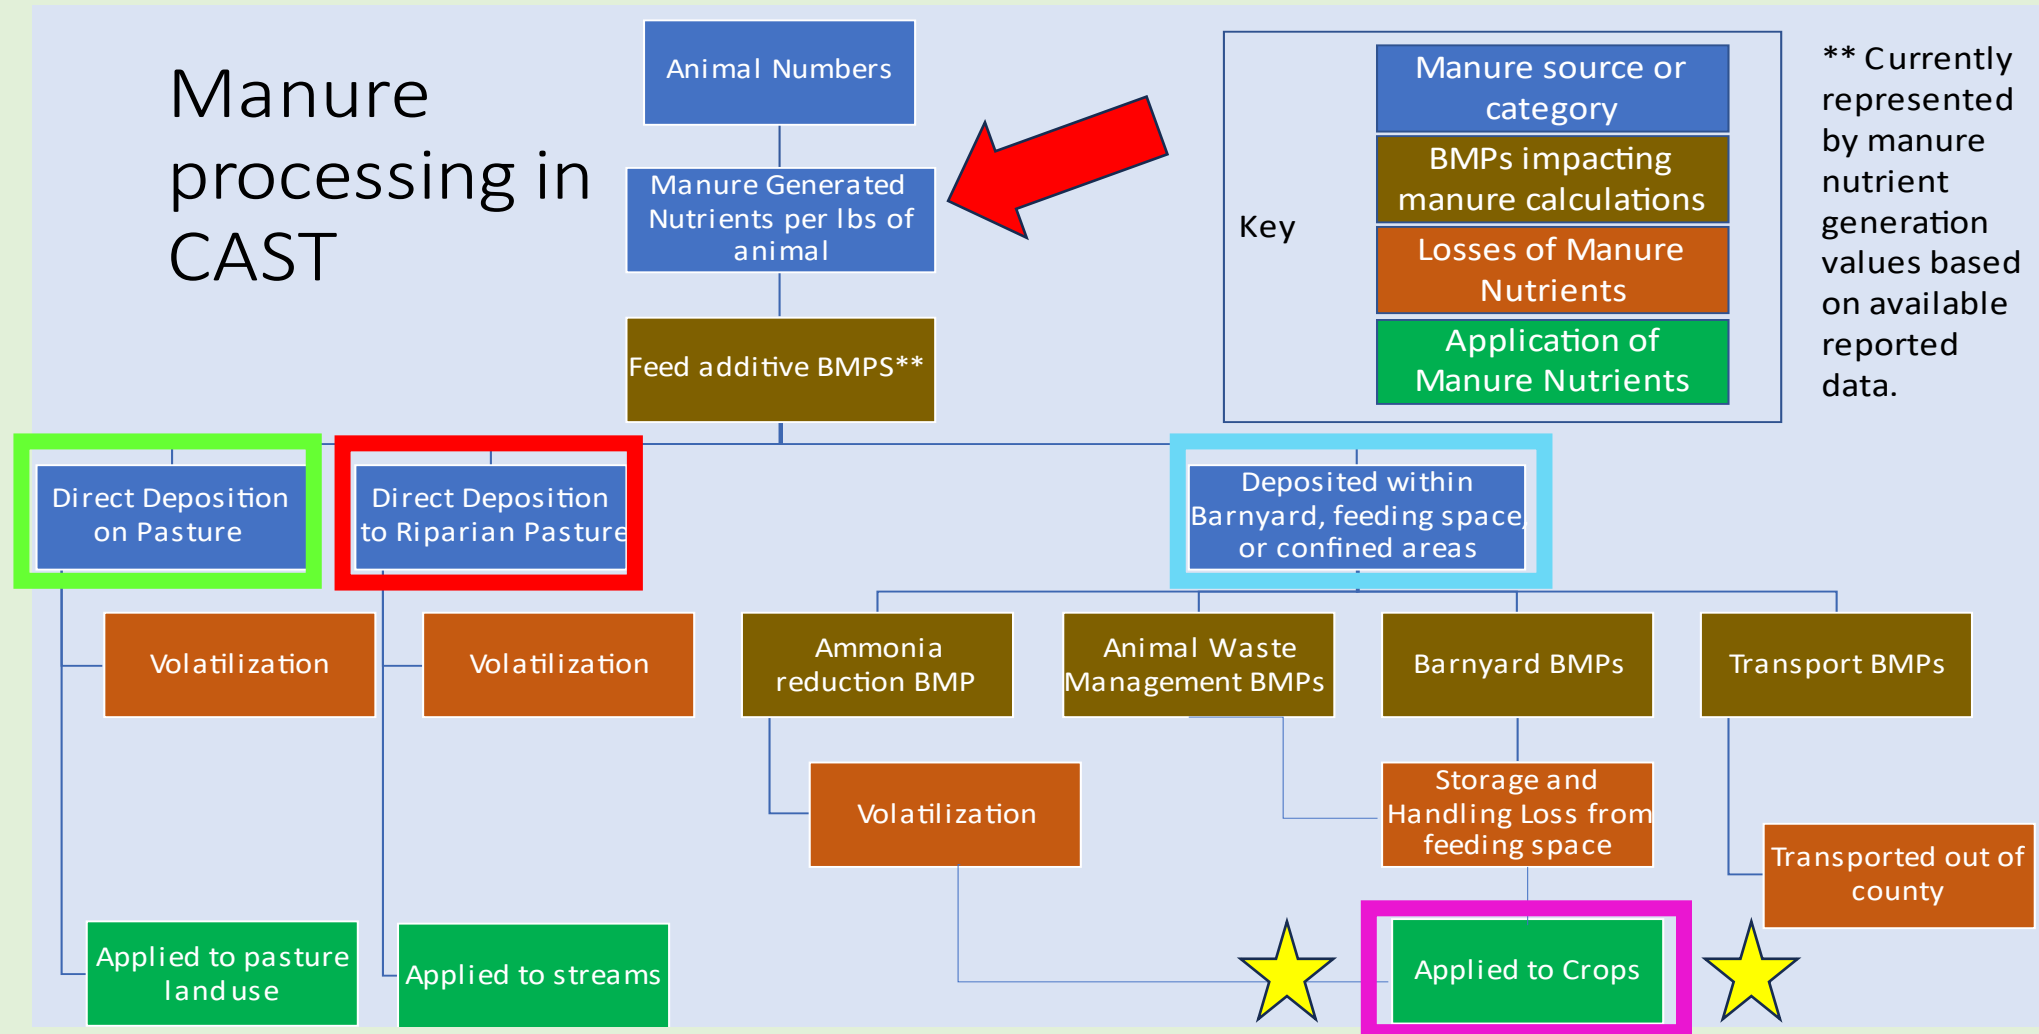 Manure
processing in
CAST
Animal Numbers
Manure Generated
Nutrients per lbs of
animal
Feed additive BMPS**
Key
Manure source or
category
BMPs impacting
manure calculations
Losses of Manure
Nutrients
Application of
Manure Nutrients
** Currently
represented
by manure
nutrient
generation
values based
on available
reported
data.
Direct Deposition
on Pasture
Direct Deposition
to Riparian Pasture
Deposited within
Barnyard, feeding space,
or confined areas
Volatilization
Volatilization
Ammonia
reduction BMP
Animal Waste
Management BMPs
Barnyard BMPs
Transport BMPs
Volatilization
Storage and
Handling Loss from
feeding space
Transported out of
county
Applied to pasture
land use
Applied to streams
Applied to Crops